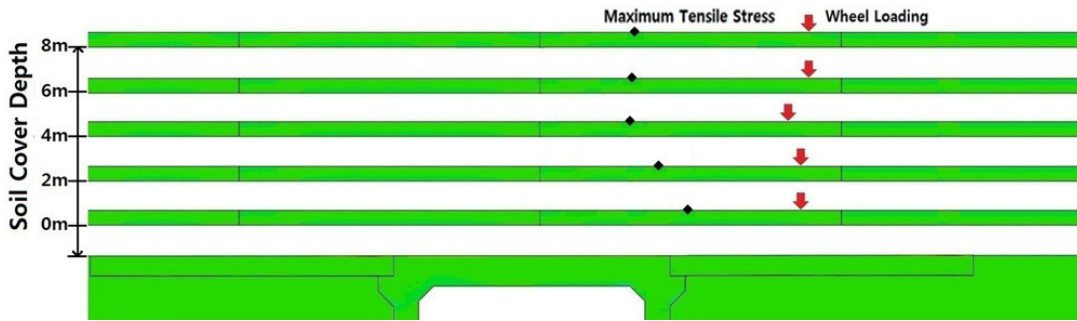 Maximum Tensile Stress
Wheel Loading
Soil Cover Depth
8m
6m
4m
2m
0m